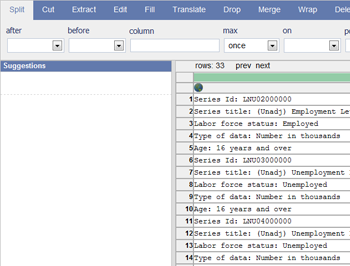 Split Cut Extract Edit Fill Translate Drop Merge Wrap
after before column max on
once
Suggestions
rows: 33 prev next
1 Series Id: LNU02000000
2 Series title: (Unadj) Employment
3 Labor force status: Employed
4 Type of data: Number in thousands
5 Age: 16 years and over
6 Series Id: LNU03000000
7 Series title: (Unadj) Unemployment
8 Labor force status: Unemployed
9 Type of data: Number in thousands
10 Age: 16 years and over
11 Series Id: LNU04000000
12 Series title: (Unadj) Unemployment
13 Labor force status: Unemployed
14 Type of data: Number in thousands